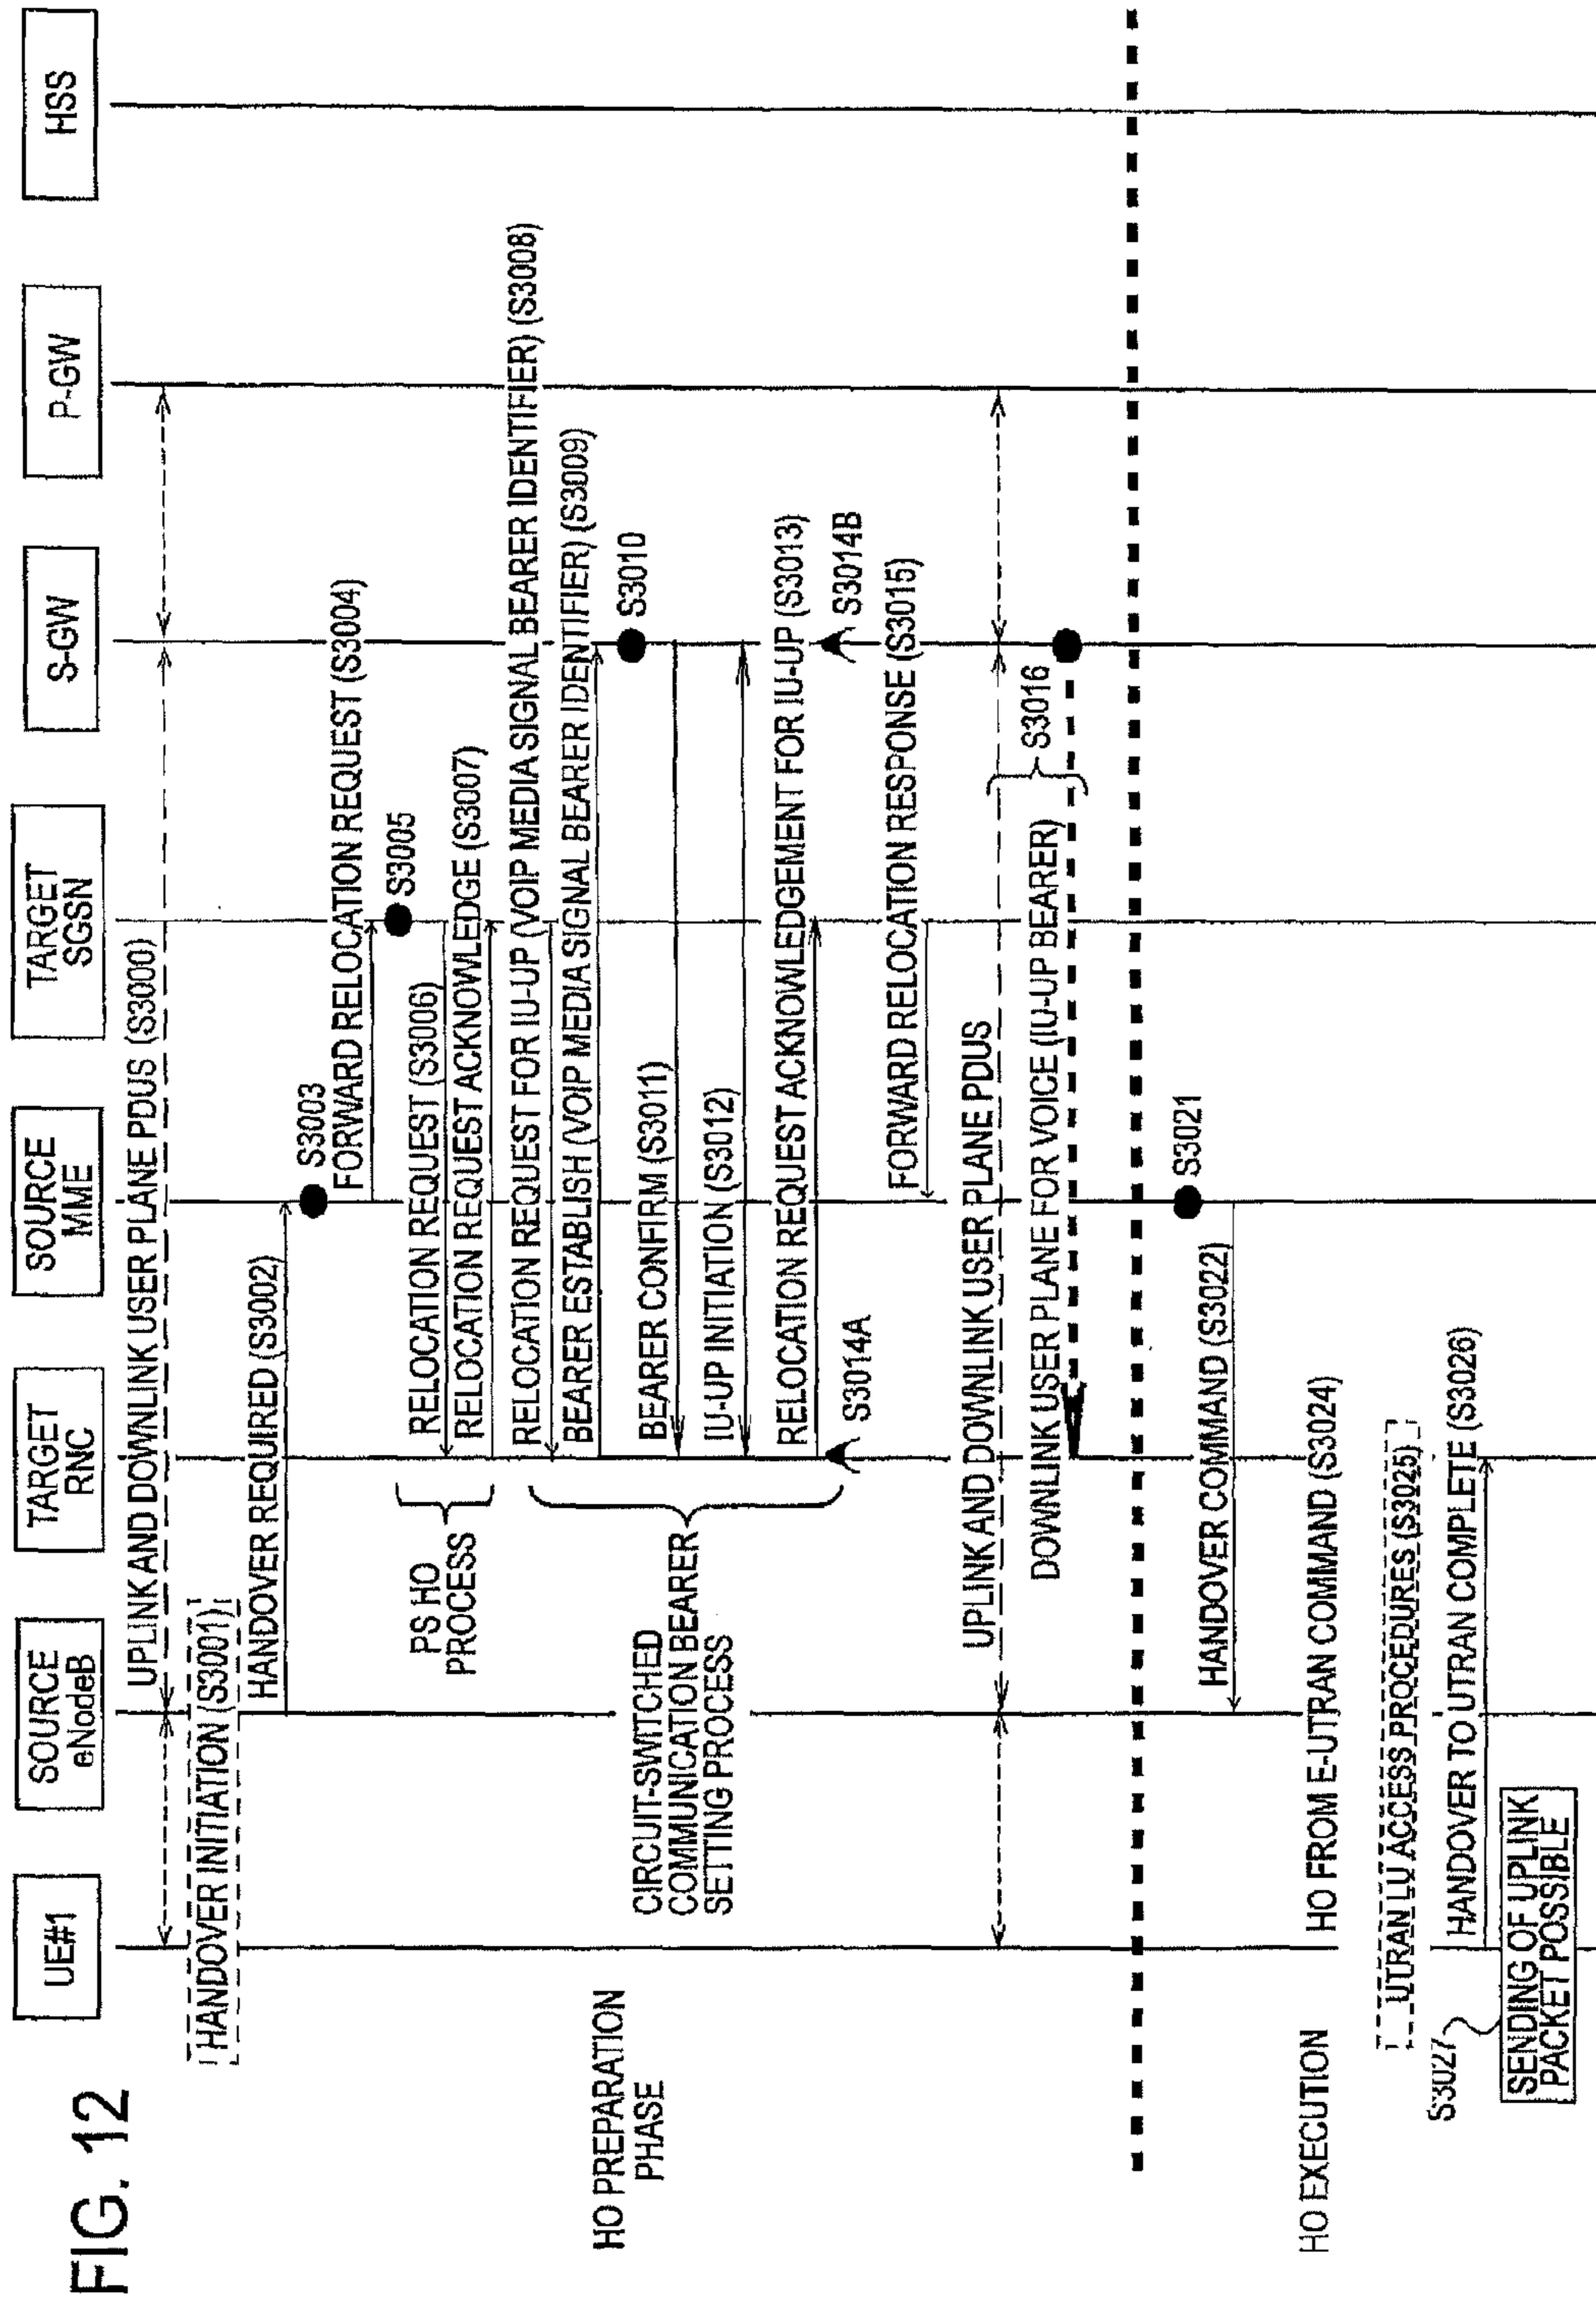 FIG. 12
UE#1
SOURCE
eNodeB
TARGET
RNC
SOURCE
MME
TARGET
SGSN
S-GW
P-GW
HSS
UPLINK AND DOWNLINK USER PLANE PDUS (S3000)
HANDOVER INITIATION (S3001)
HANDOVER REQUIRED (S3002)
S3003
FORWARD RELOCATION REQUEST (S3004)
S3005
RELOCATION REQUEST (S3006)
RELOCATION REQUEST ACKNOWLEDGE (S3007)
PS HO
PROCESS
RELOCATION REQUEST FOR IU-UP (VOIP MEDIA SIGNAL BEARER IDENTIFIER) (S3008)
BEARER ESTABLISH (VOIP MEDIA SIGNAL BEARER IDENTIFIER) (S3009)
S3010
HO PREPARATION
PHASE
CIRCUIT-SWITCHED
COMMUNICATION BEARER
SETTING PROCESS
BEARER CONFIRM (S3011)
IU-UP INITIATION (S3012)
RELOCATION REQUEST ACKNOWLEDGEMENT FOR IU-UP (S3013)
S3014A
S3014B
FORWARD RELOCATION RESPONSE (S3015)
UPLINK AND DOWNLINK USER PLANE PDUS
S3016
DOWNLINK USER PLANE FOR VOICE (IU-UP BEARER)
S3021
HANDOVER COMMAND (S3022)
HO EXECUTION
HO FROM E-UTRAN COMMAND (S3024)
UTRAN LU ACCESS PROCEDURES (S3025)
HANDOVER TO UTRAN COMPLETE (S3026)
S3027
SENDING OF UPLINK
PACKET POSSIBLE